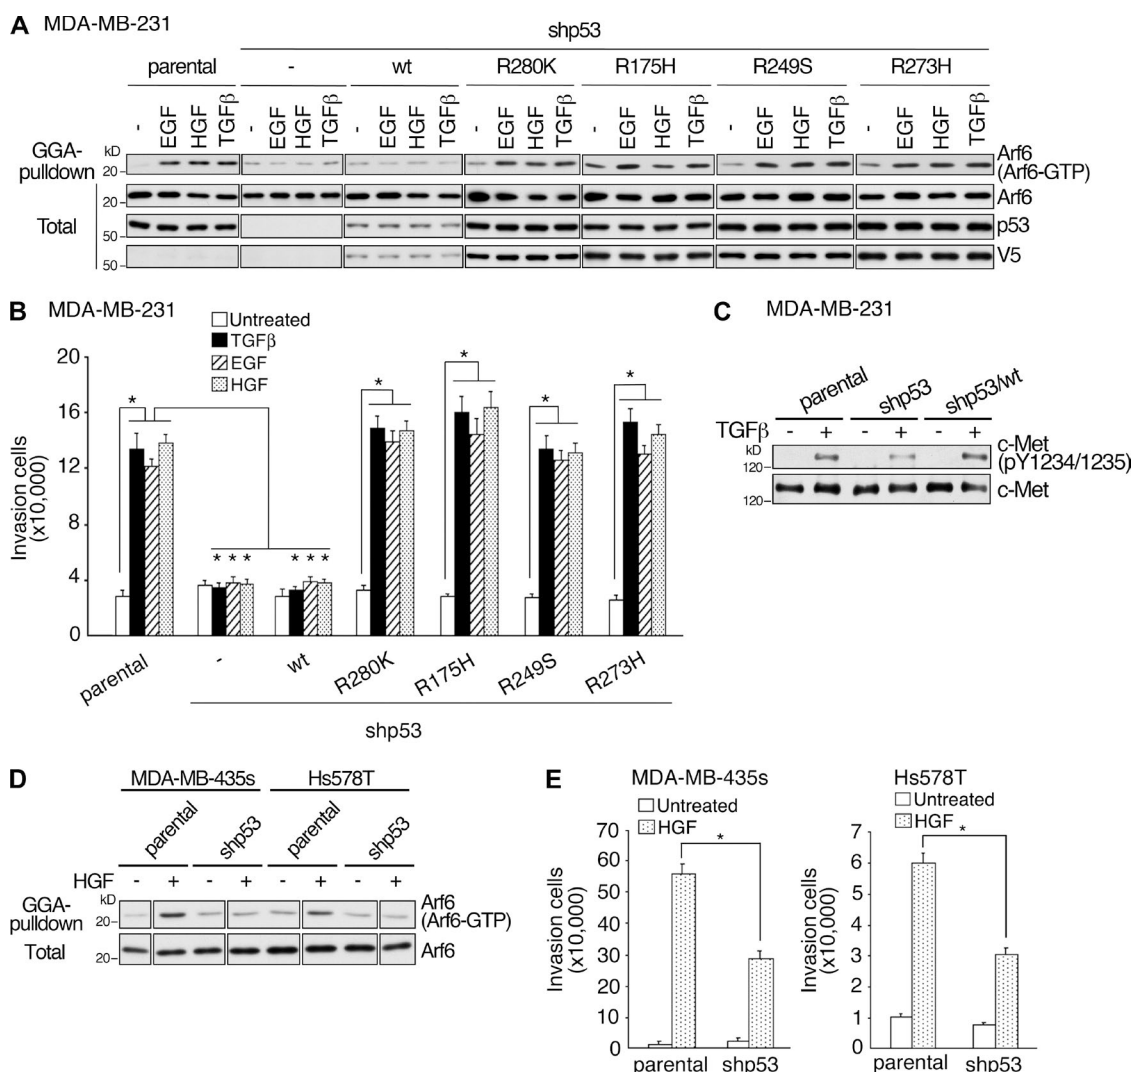 A MDA-MB-231
shp53
parental - wt R280K R175H R249S R273H
- EGF HGF TGFβ - EGF HGF TGFβ - EGF HGF TGFβ - EGF HGF TGFβ - EGF HGF TGFβ - EGF HGF TGFβ - EGF HGF TGFβ
GGA-pulldown kD 20 Arf6 (Arf6-GTP)
Total 20 Arf6
50 p53
50 V5
B MDA-MB-231
Untreated
TGFβ
EGF
HGF
Invasion cells (x10,000)
20
16
12
8
4
0
* * * * * * * * * * *
parental - wt R280K R175H R249S R273H
shp53
C MDA-MB-231
parental shp53 shp53/wt
TGFβ - + - + - +
kD 120 c-Met (pY1234/1235)
120 c-Met
D MDA-MB-435s Hs578T
parental shp53 parental shp53
HGF - + - + - + - +
GGA-pulldown kD 20 Arf6 (Arf6-GTP)
Total 20 Arf6
E MDA-MB-435s
Untreated
HGF
*
Invasion cells (x10,000)
70
60
50
40
30
20
10
0
parental shp53
Hs578T
Untreated
HGF
*
Invasion cells (x10,000)
7
6
5
4
3
2
1
0
parental shp53